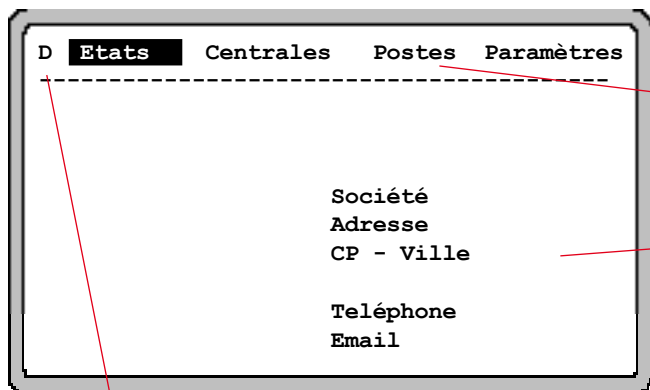 D Etats Centrales Postes Paramètres
Société
Adresse
CP - Ville
Teléphone
Email